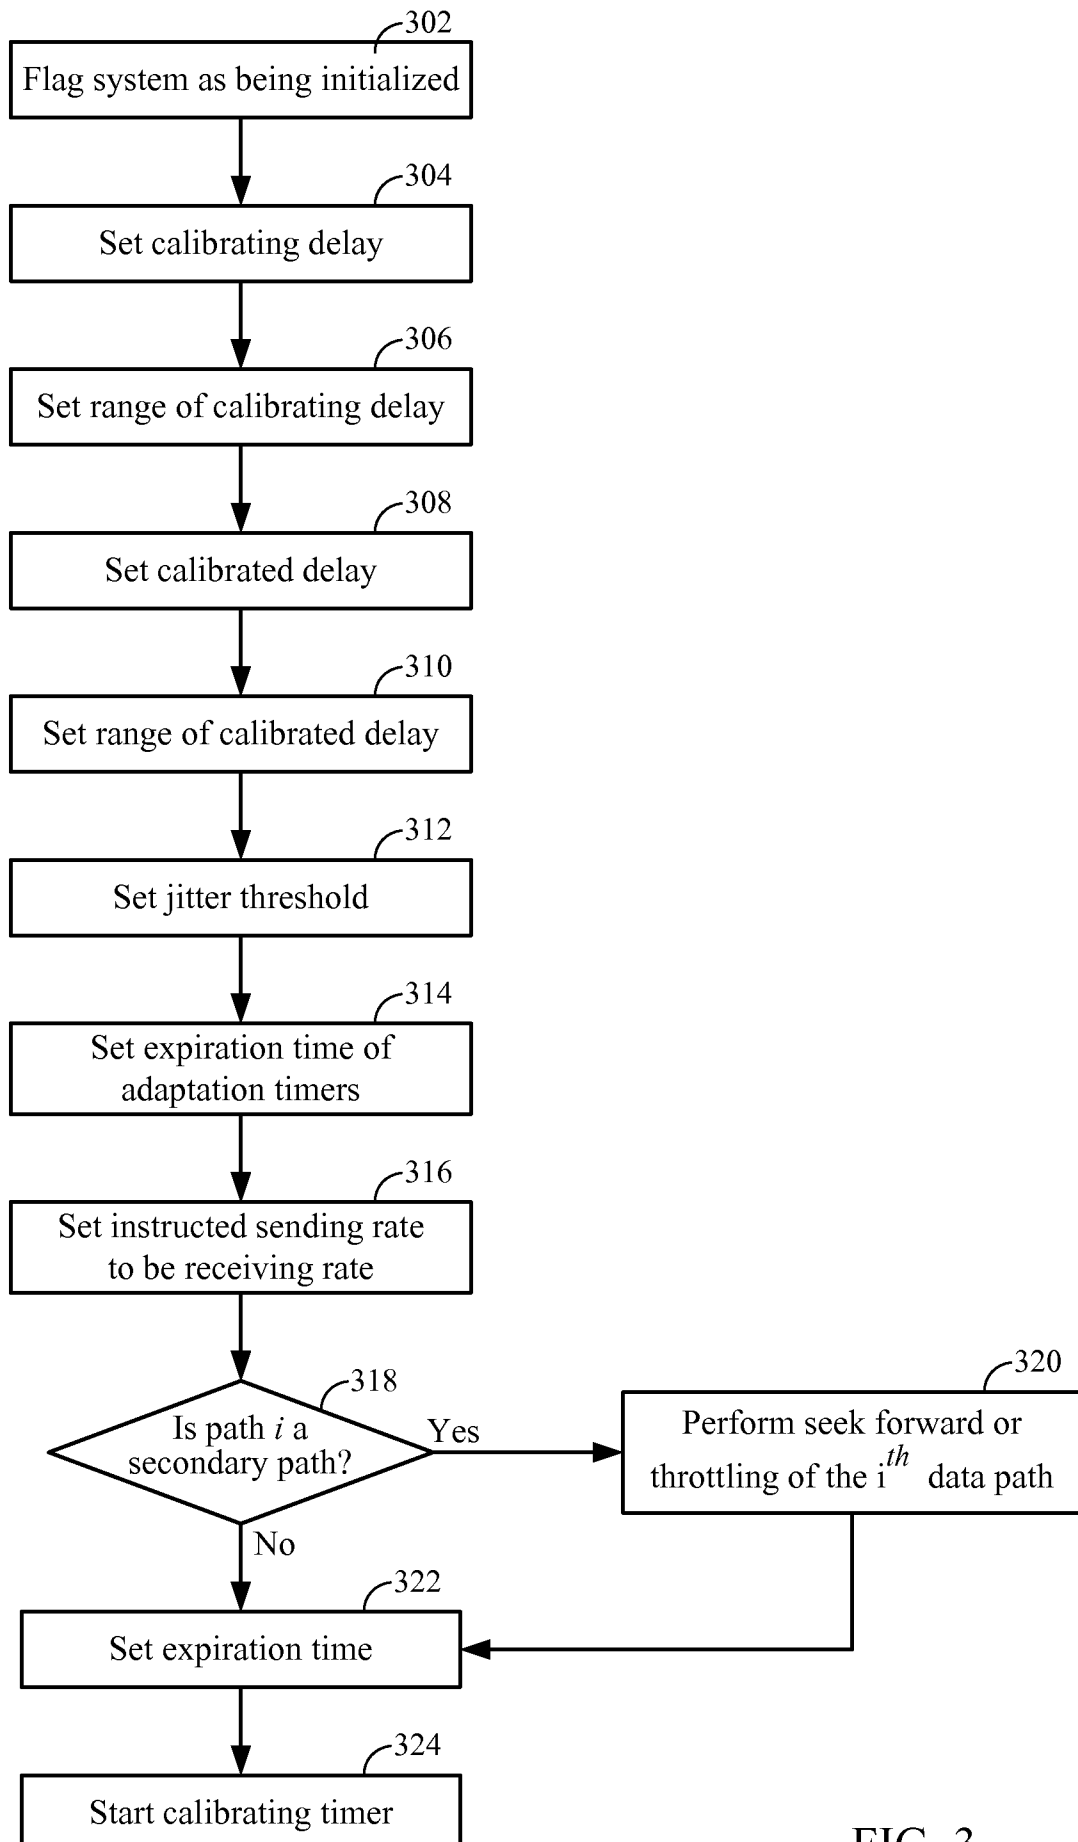 302
Flag system as being initialized
304
Set calibrating delay
306
Set range of calibrating delay
308
Set calibrated delay
310
Set range of calibrated delay
312
Set jitter threshold
314
Set expiration time of
adaptation timers
316
Set instructed sending rate
to be receiving rate
318
Is path i a
secondary path?
Yes
No
320
Perform seek forward or
throttling of the i^th data path
322
Set expiration time
324
Start calibrating timer
FIG. 3